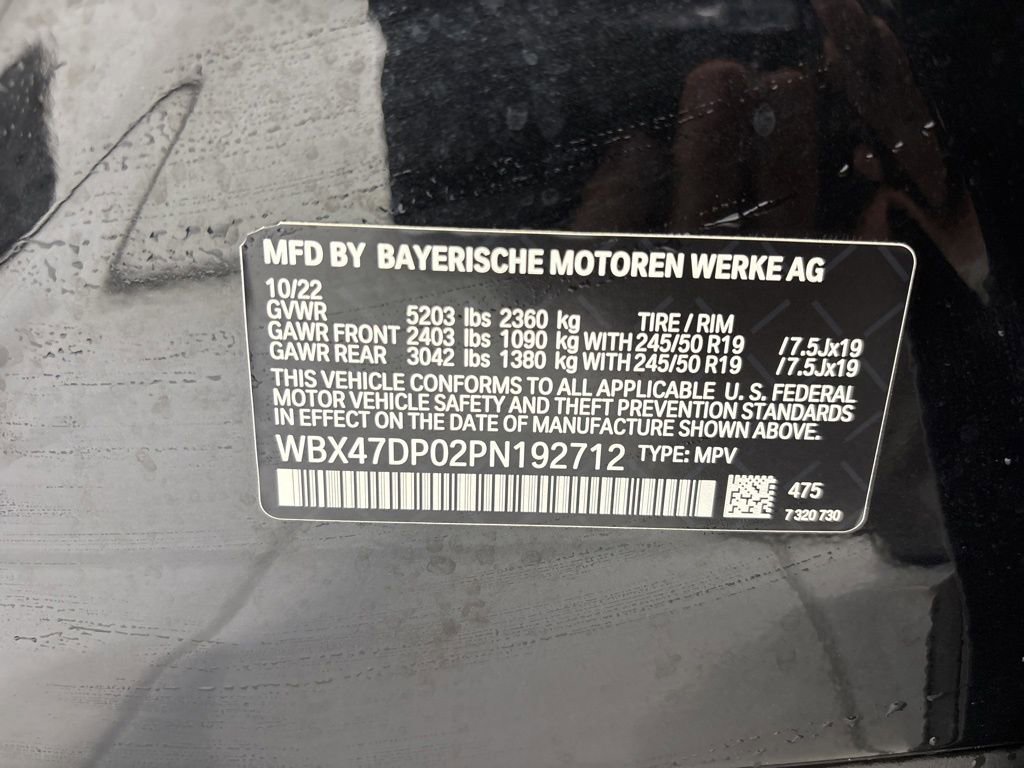 MFD BY BAYERISCHE MOTOREN WERKE AG
10/22
GVWR 5203 lbs 2360 kg TIRE / RIM
GAWR FRONT 2403 lbs 1090 kg WITH 245/50 R19 /7.5Jx19
GAWR REAR 3042 lbs 1380 kg WITH 245/50 R19 /7.5Jx19
THIS VEHICLE CONFORMS TO ALL APPLICABLE U. S. FEDERAL
MOTOR VEHICLE SAFETY AND THEFT PREVENTION STANDARDS
IN EFFECT ON THE DATE OF MANUFACTURE SHOWN ABOVE.
WBX47DP02PN192712 TYPE: MPV
475
7 320 730